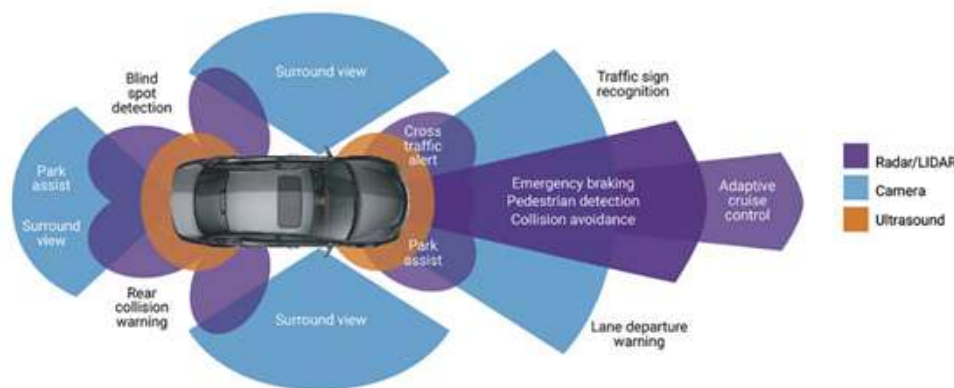 Surround view
Blind
spot
detection
Traffic sign
recognition
Park
assist
Surround
view
Cross
traffic
alert
Emergency braking
Pedestrian detection
Collision avoidance
Adaptive
cruise
control
Radar/LIDAR
Camera
Ultrasound
Park
assist
Rear
collision
warning
Surround view
Lane departure
warning